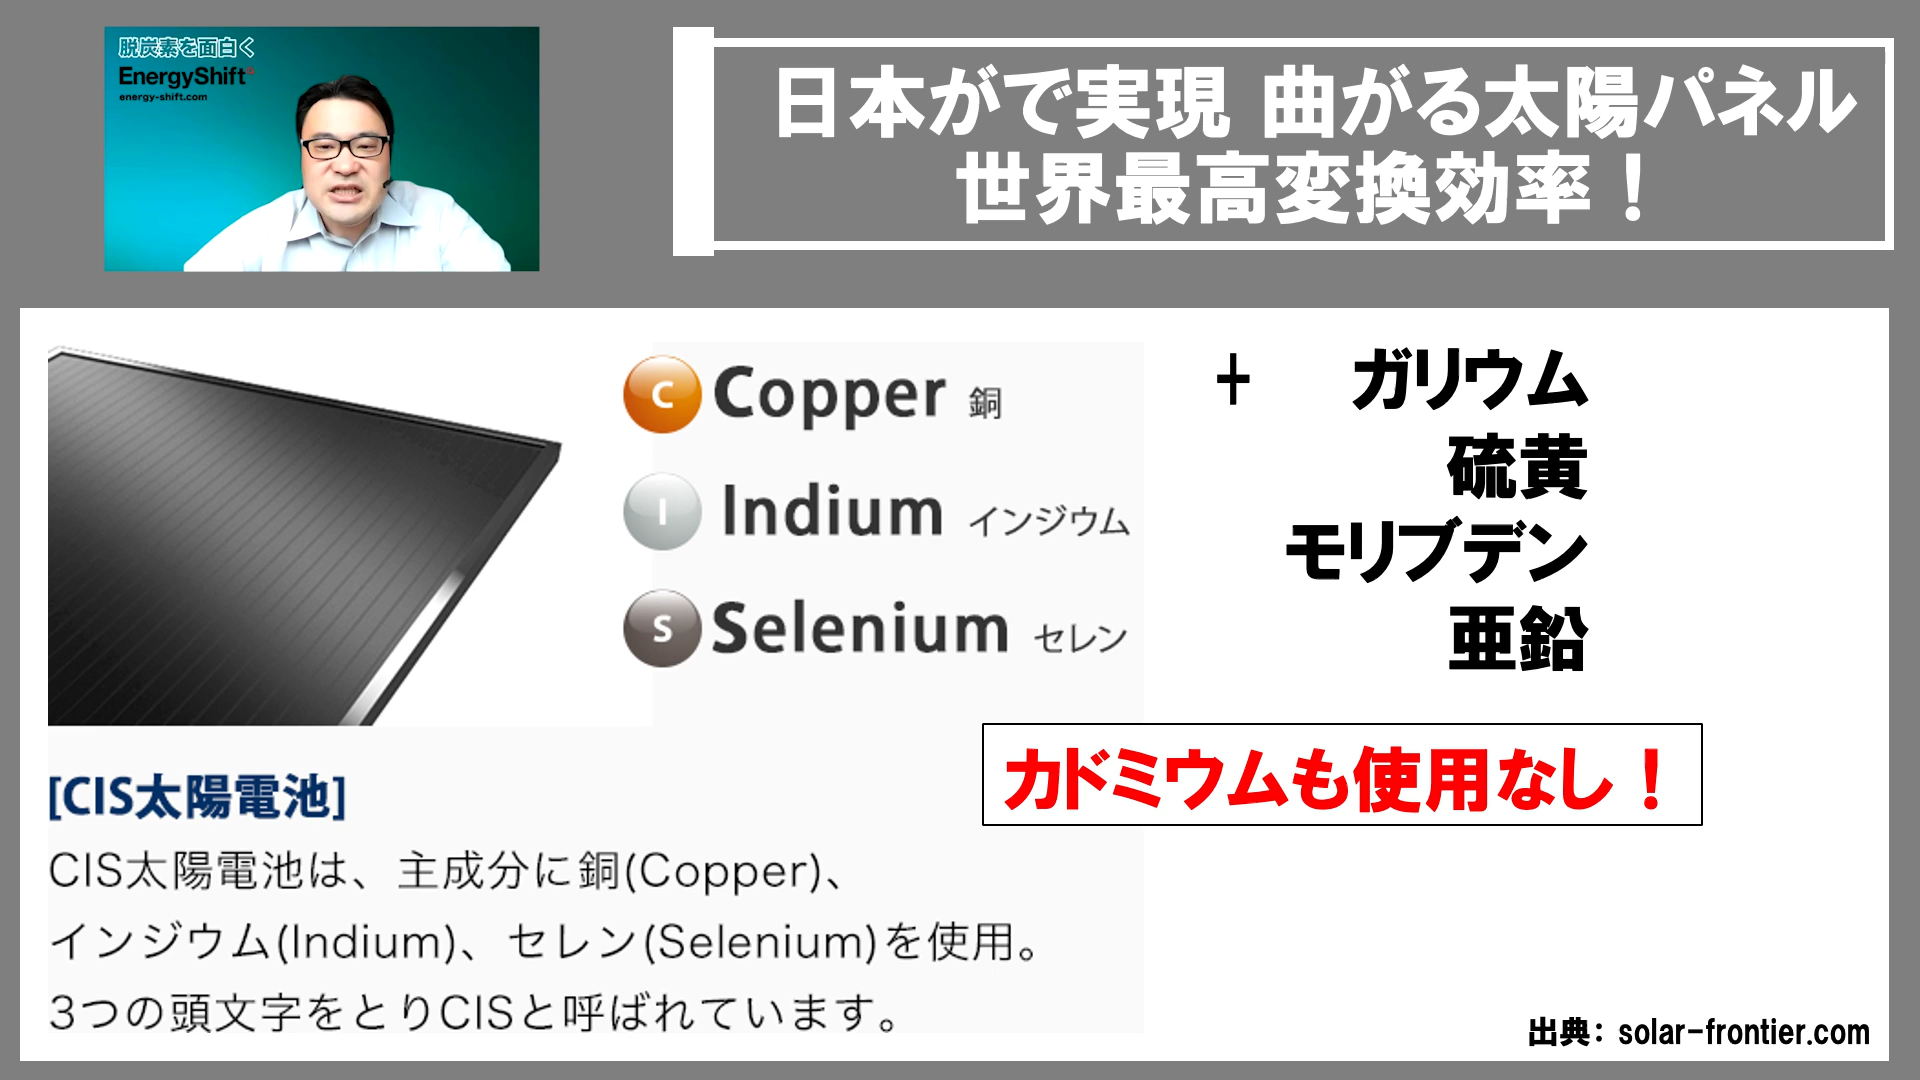 脱炭素を面白く
EnergyShift
energy-shift.com
日本がで実現 曲がる太陽パネル
世界最高変換効率！
C Copper 銅
I Indium インジウム
S Selenium セレン
+ ガリウム
硫黄
モリブデン
亜鉛
カドミウムも使用なし！
[CIS太陽電池]
CIS太陽電池は、主成分に銅(Copper)、
インジウム(Indium)、セレン(Selenium)を使用。
3つの頭文字をとりCISと呼ばれています。
出典：solar-frontier.com